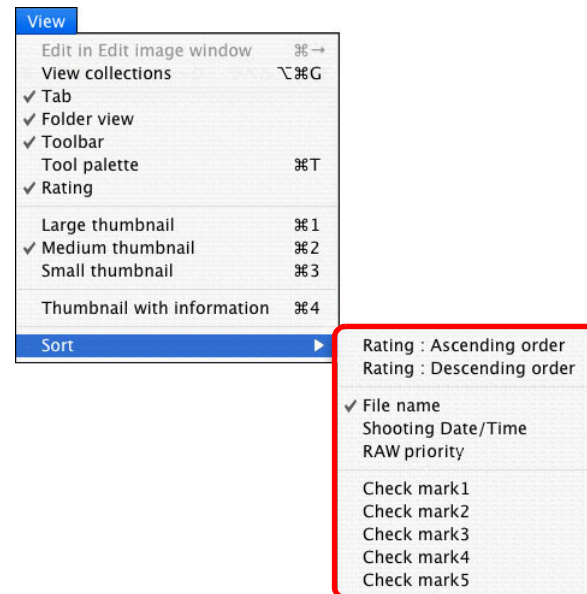 View
Edit in Edit image window ⌘→
View collections ⌥⌘G
✓ Tab
✓ Folder view
✓ Toolbar
Tool palette ⌘T
✓ Rating
Large thumbnail ⌘1
✓ Medium thumbnail ⌘2
Small thumbnail ⌘3
Thumbnail with information ⌘4
Sort ▶
Rating : Ascending order
Rating : Descending order
✓ File name
Shooting Date/Time
RAW priority
Check mark1
Check mark2
Check mark3
Check mark4
Check mark5